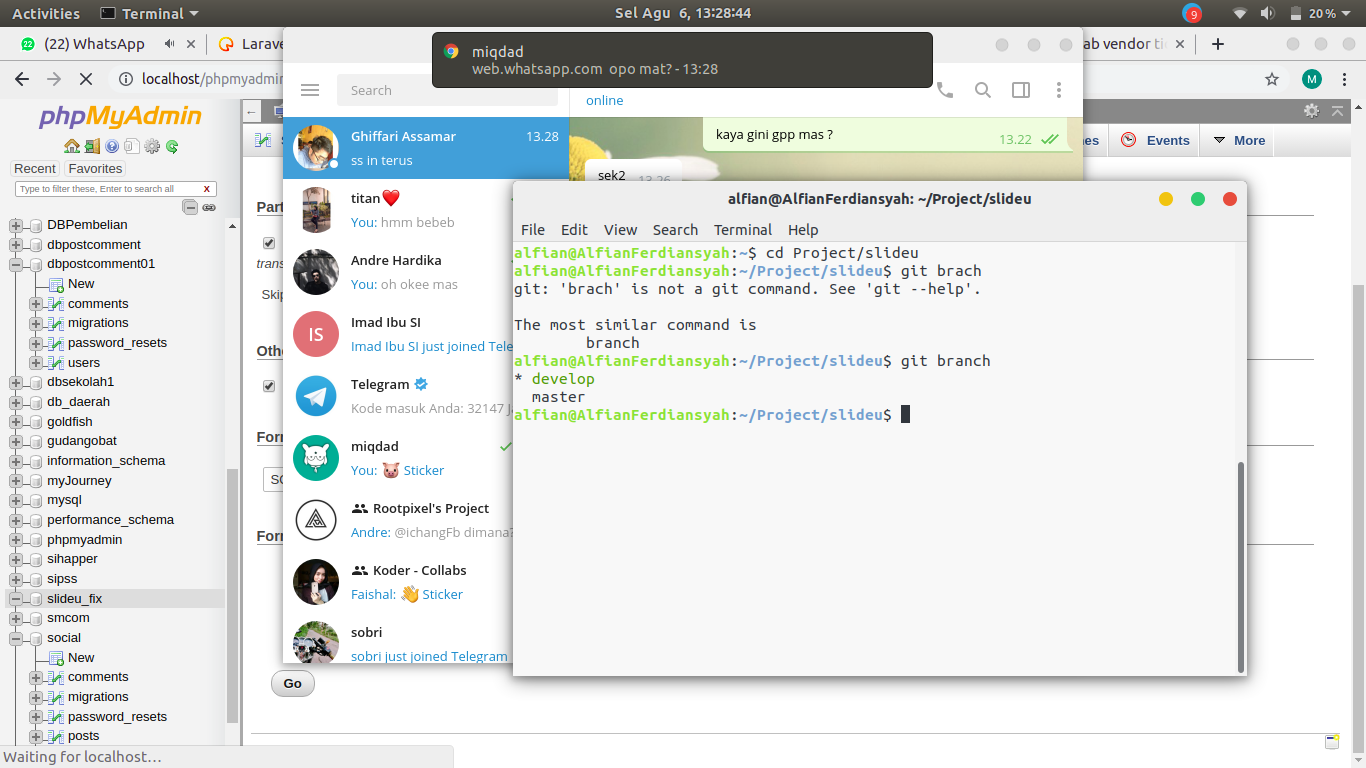 Activities
Terminal
Sel Agu 6, 13:28:44
9
20 %
(22) WhatsApp
Larave
ab vendor ti
localhost/phpmyadmin
M
miqdad
web.whatsapp.com opo mat? - 13:28
phpMyAdmin
Recent
Favorites
Type to filter these, Enter to search all
X
DBPembelian
dbpostcomment
dbpostcomment01
New
comments
migrations
password_resets
users
dbsekolah1
db_daerah
goldfish
gudangobat
information_schema
myJourney
mysql
performance_schema
phpmyadmin
sihapper
sipss
slideu_fix
smcom
social
New
comments
migrations
password_resets
posts
Waiting for localhost…
Events
More
Part
trans
Skip
Othe
Form
SQ
Form
Go
Search
online
Ghiffari Assamar
13.28
ss in terus
titan❤️
You: hmm bebeb
Andre Hardika
You: oh okee mas
IS
Imad Ibu SI
Imad Ibu SI just joined Tele
Telegram
Kode masuk Anda: 32147 J
miqdad
You: 🐷 Sticker
Rootpixel's Project
Andre: @ichangFb dimana?
Koder - Collabs
Faishal: 👋 Sticker
sobri
sobri just joined Telegram
kaya gini gpp mas ?
13.22
sek2
13.26
alfian@AlfianFerdiansyah: ~/Project/slideu
File Edit View Search Terminal Help
alfian@AlfianFerdiansyah:~$ cd Project/slideu
alfian@AlfianFerdiansyah:~/Project/slideu$ git brach
git: 'brach' is not a git command. See 'git --help'.
The most similar command is
branch
alfian@AlfianFerdiansyah:~/Project/slideu$ git branch
* develop
master
alfian@AlfianFerdiansyah:~/Project/slideu$